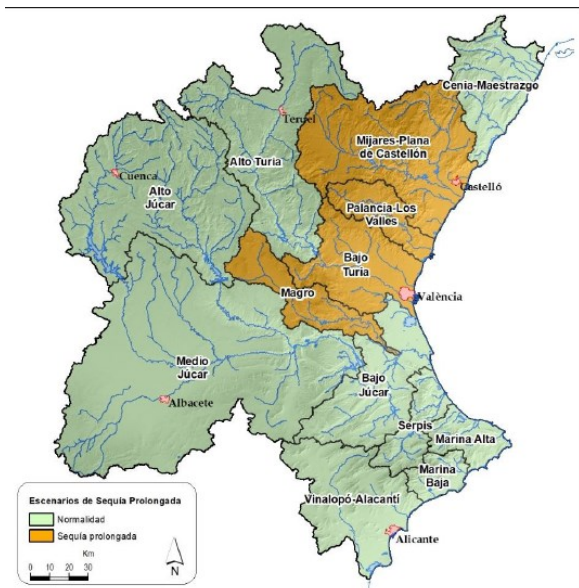 Cenia-Maestrazgo
Teruel
Mijares-Plana
de Castellón
Alto Turia
Cuenca
Alto
Júcar
Castelló
Palancia-Los
Valles
Bajo
Turia
València
Magro
Medio
Júcar
Bajo
Júcar
Albacete
Serpis
Marina Alta
Marina
Baja
Vinalopó-Alacantí
Alicante
Escenarios de Sequía Prolongada
Normalidad
Sequía prolongada
Km
0 10 20 30
N